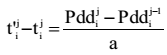 t'ᵢʲ-tᵢʲ = (Pddᵢʲ-Pddᵢʲ⁻¹)/a